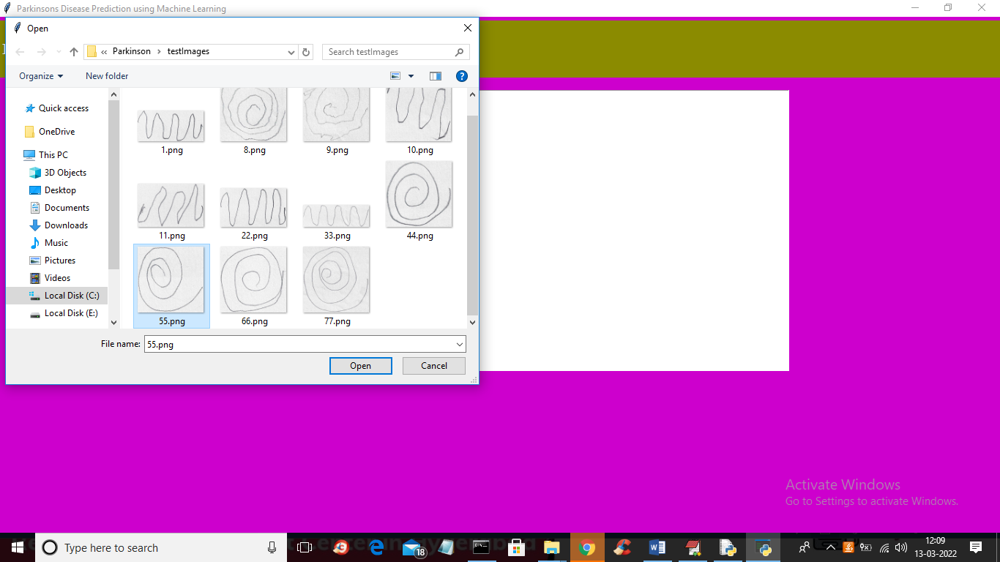 Parkinsons Disease Prediction using Machine Learning
Open
« Parkinson > testImages
Search testImages
Organize
New folder
Quick access
OneDrive
This PC
3D Objects
Desktop
Documents
Downloads
Music
Pictures
Videos
Local Disk (C:)
Local Disk (E:)
1.png
8.png
9.png
10.png
11.png
22.png
33.png
44.png
55.png
66.png
77.png
File name: 55.png
Open
Cancel
Activate Windows
Go to Settings to activate Windows.
Type here to search
18
12:09
13-03-2022